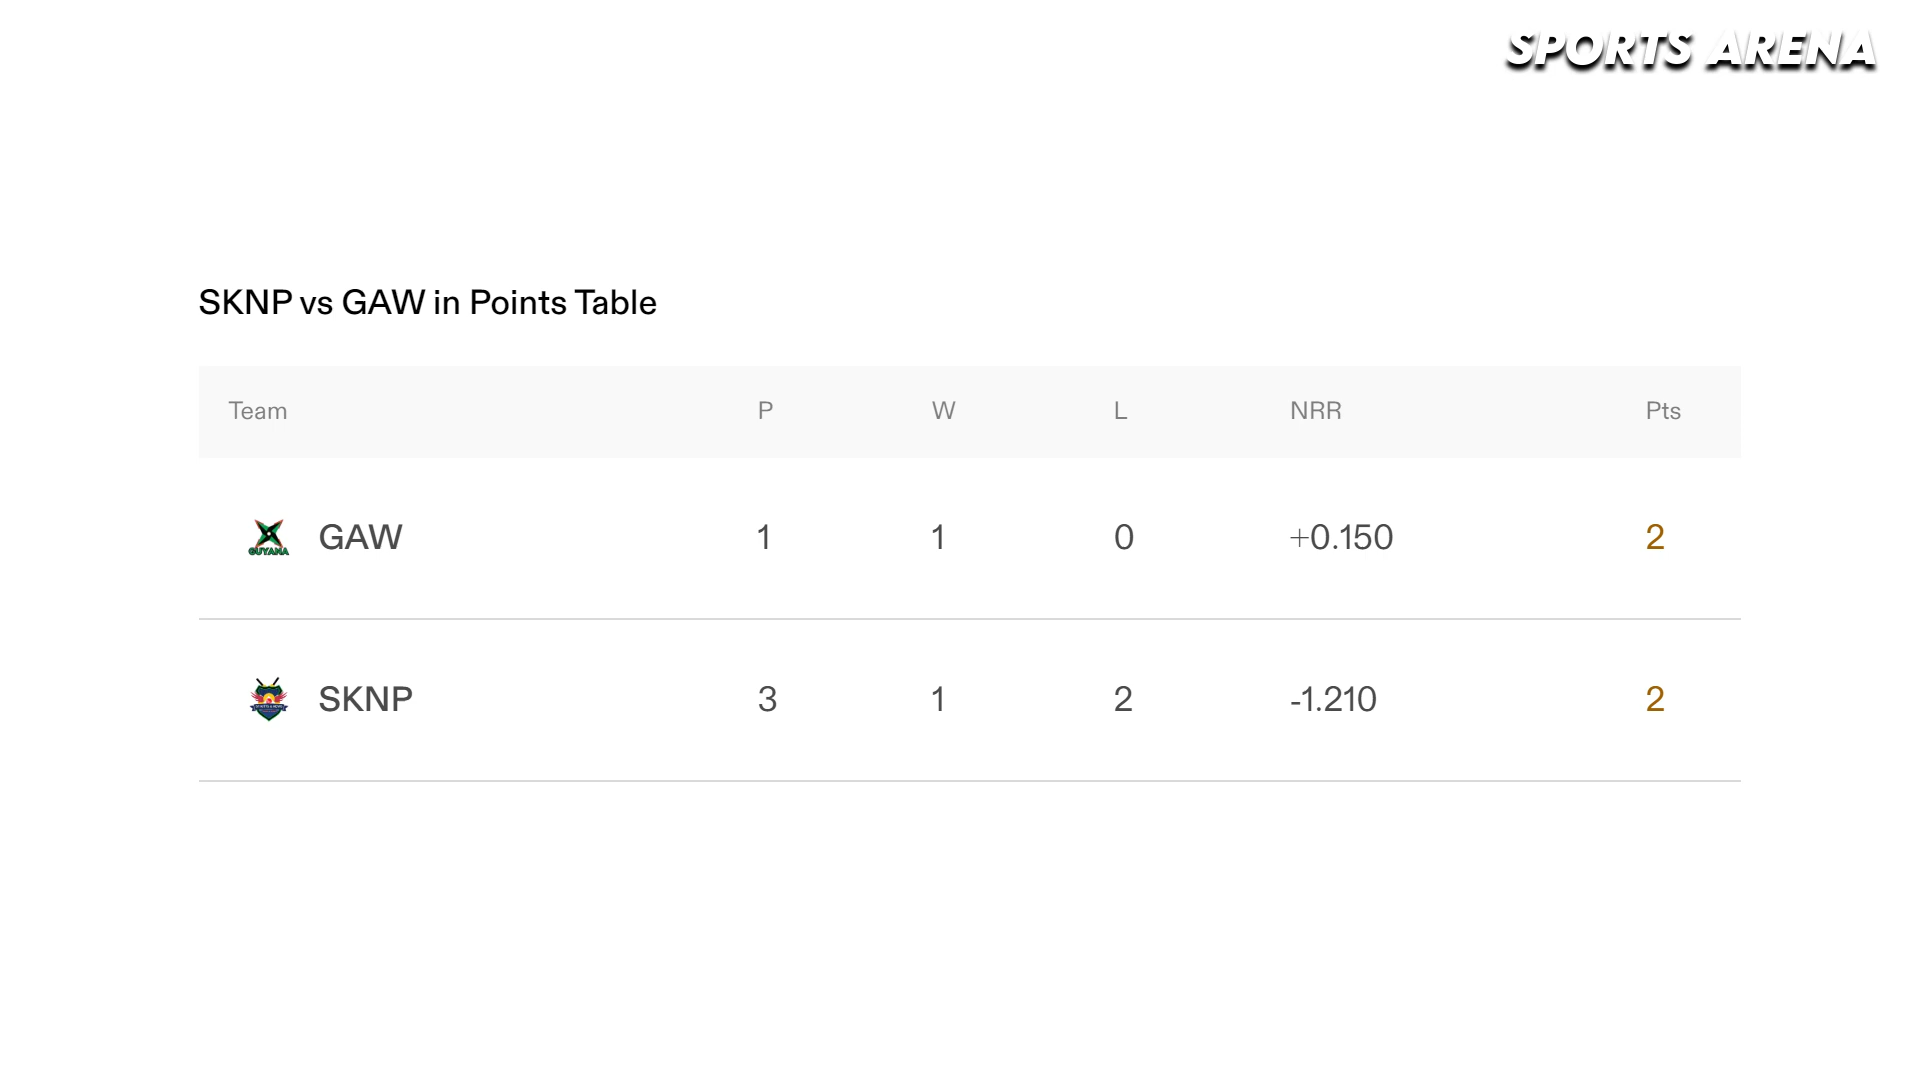 SPORTS ARENA
SKNP vs GAW in Points Table
Team P W L NRR Pts
GUYANA GAW 1 1 0 +0.150 2
SKNP 3 1 2 -1.210 2